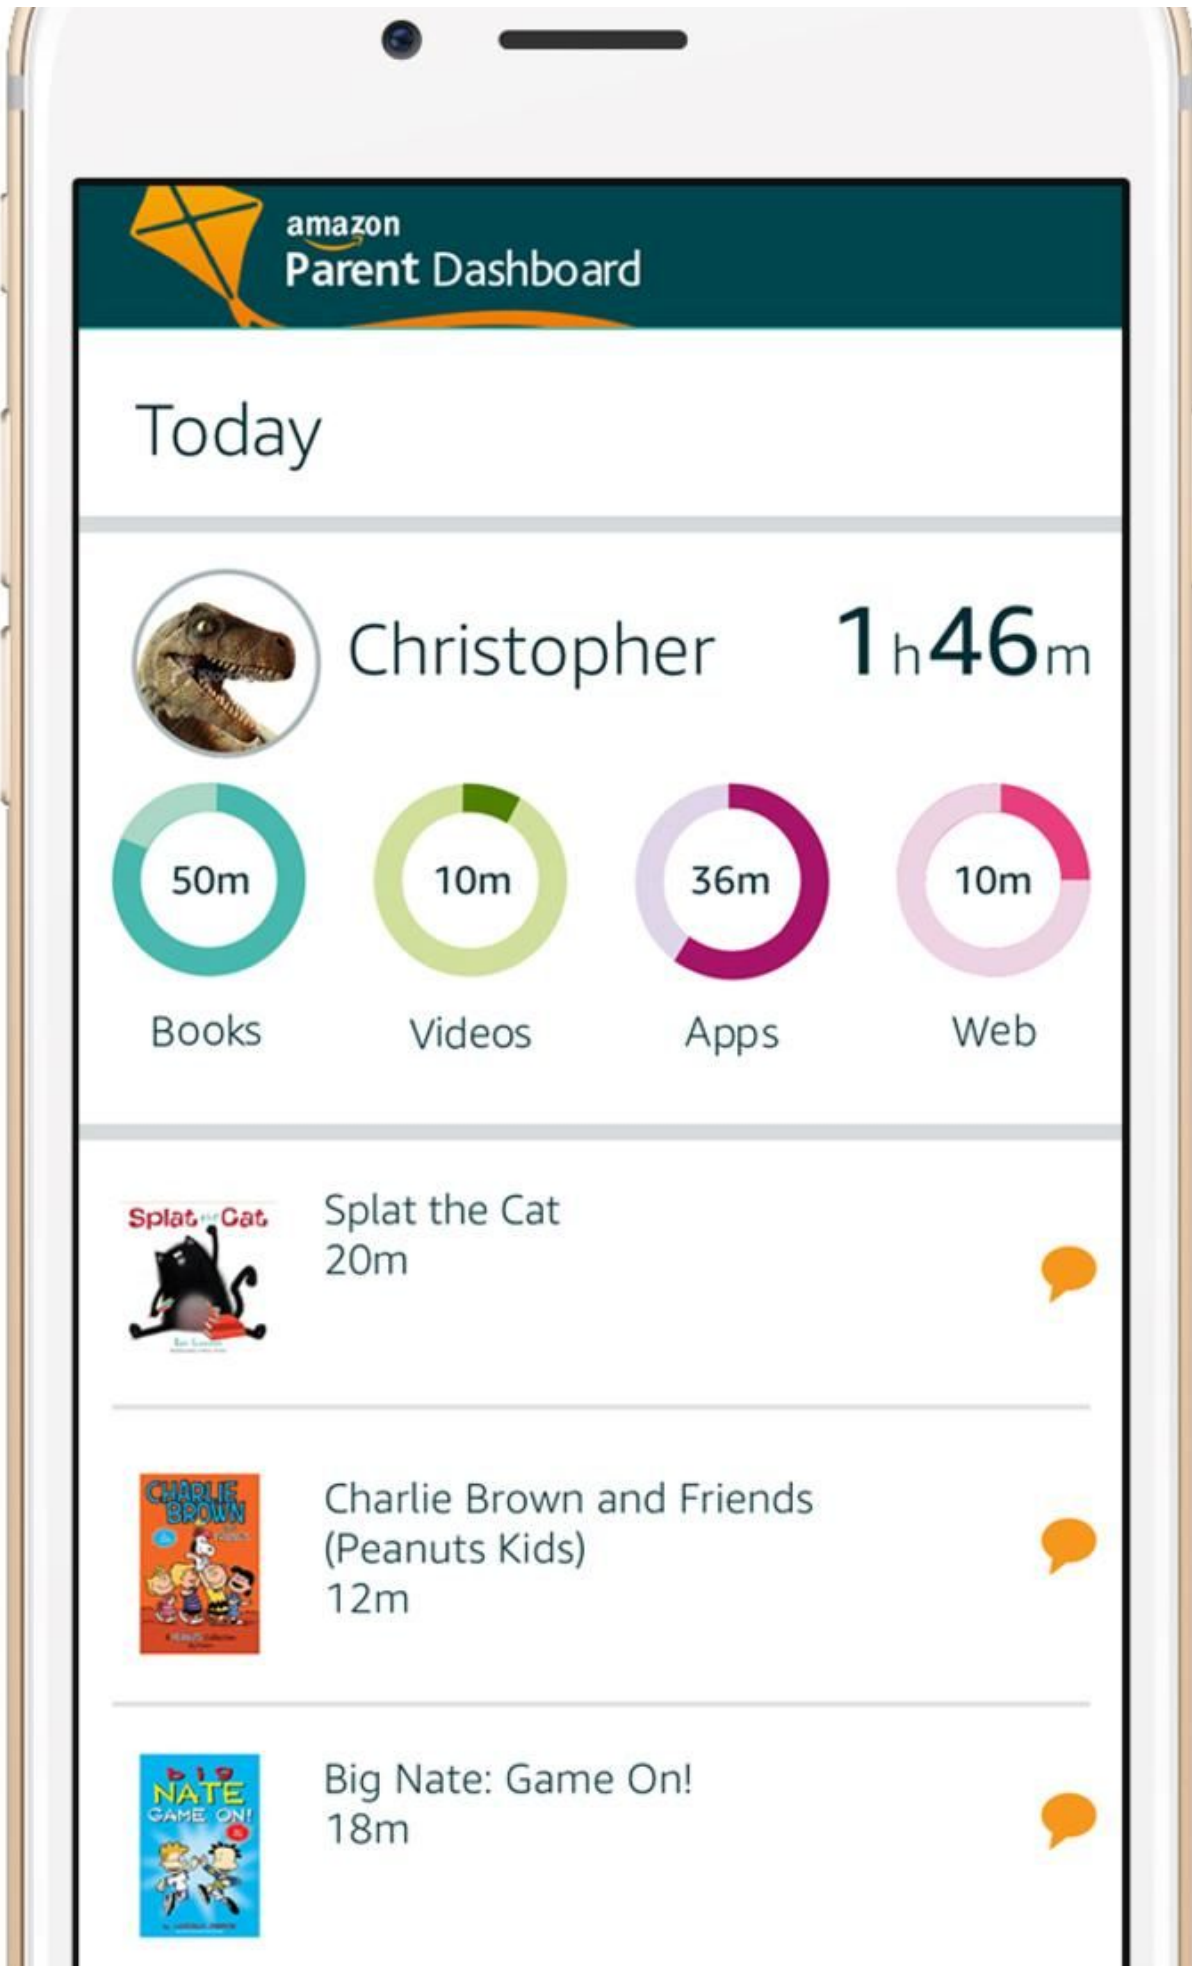 amazon
Parent Dashboard
Today
Christopher
1h46m
50m
10m
36m
10m
Books
Videos
Apps
Web
Splat the Cat
Splat the Cat
20m
CHARLIE
BROWN
Charlie Brown and Friends
(Peanuts Kids)
12m
big
NATE
GAME ON!
Big Nate: Game On!
18m